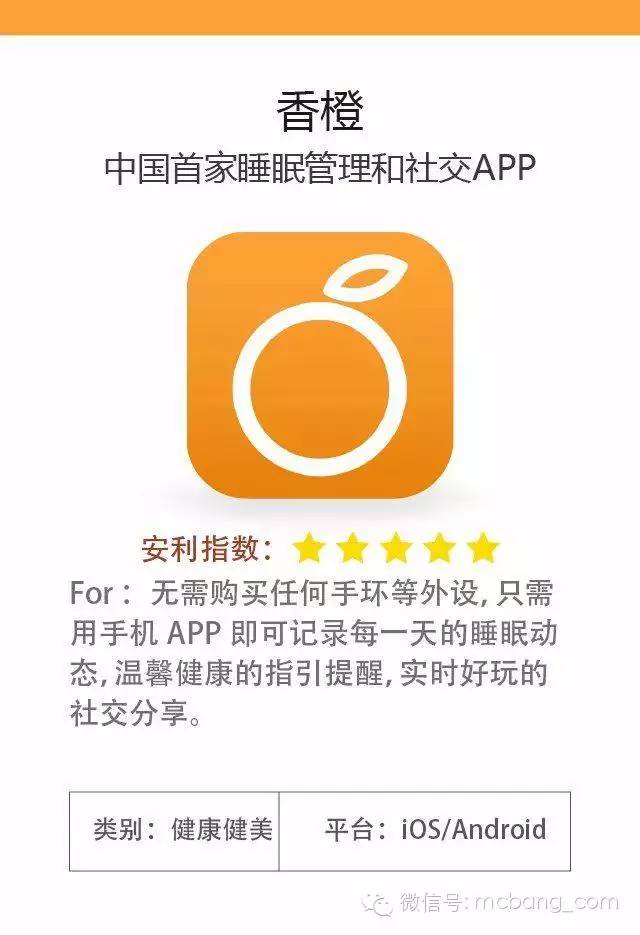 香橙
中国首家睡眠管理和社交APP
安利指数：
For：无需购买任何手环等外设, 只需
用手机 APP 即可记录每一天的睡眠动
态, 温馨健康的指引提醒, 实时好玩的
社交分享。
类别：健康健美 平台：iOS/Android
微信号: mcbang_com